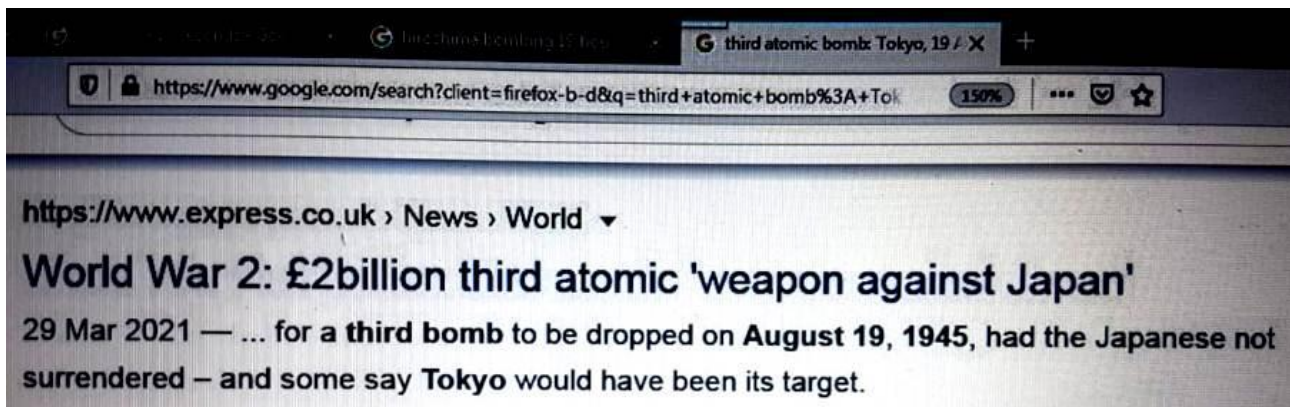 third atomic bomb: Tokyo, 19 A
https://www.google.com/search?client=firefox-b-d&q=third+atomic+bomb%3A+Tok
150%
https://www.express.co.uk › News › World
World War 2: £2billion third atomic 'weapon against Japan'
29 Mar 2021 — ... for a third bomb to be dropped on August 19, 1945, had the Japanese not
surrendered – and some say Tokyo would have been its target.